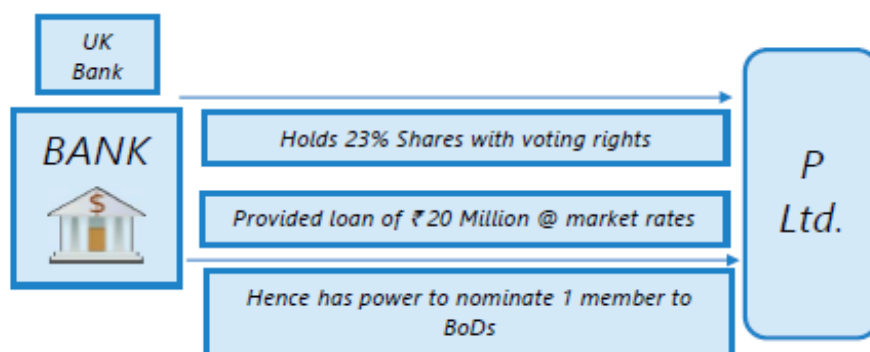 UK
Bank
BANK
$
Holds 23% Shares with voting rights
Provided loan of ₹ 20 Million @ market rates
Hence has power to nominate 1 member to
BoDs
P
Ltd.